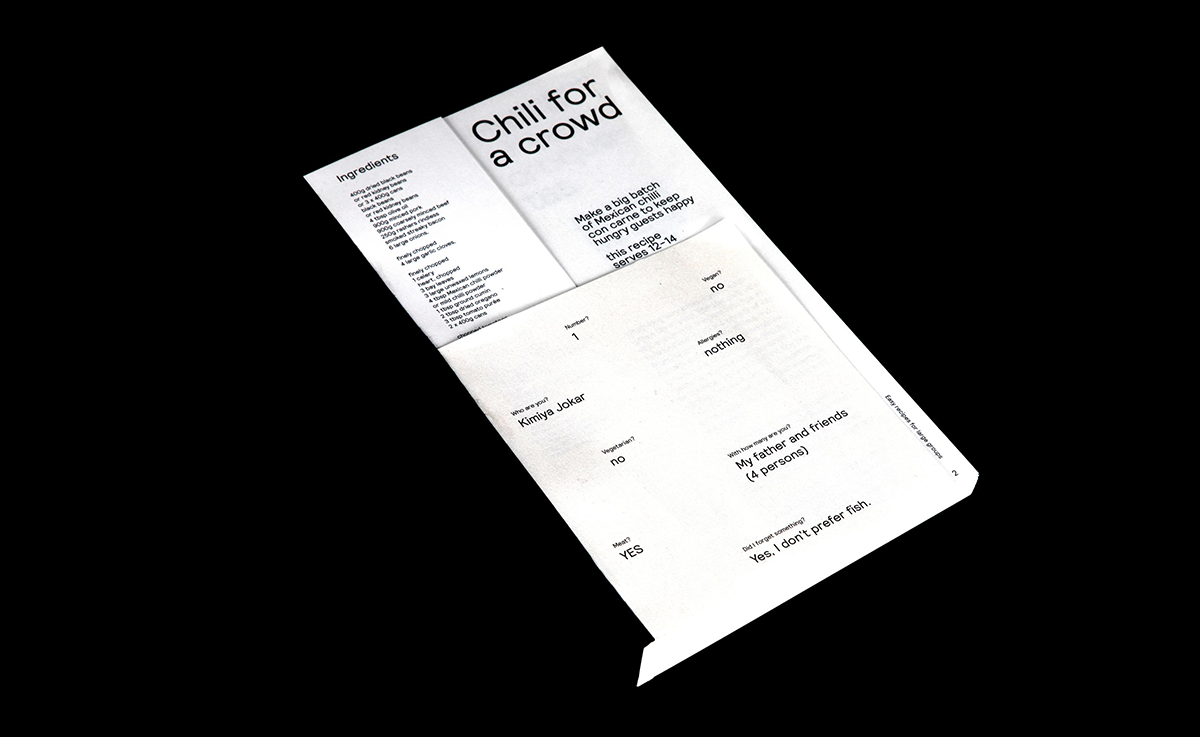 Chili for
a crowd
Ingredients
400g dried black beans
or red kidney beans
or 3 x 400g cans
black beans
or red kidney beans
4 tbsp olive oil
900g minced pork
900g coarsely minced beef
250g rashers rindless
smoked streaky bacon
6 large onions,
finely chopped
4 large garlic cloves,
finely chopped
1 celery
heart, chopped
3 bay leaves
3 large unwaxed lemons
4 tbsp Mexican chilli powder
or mild chilli powder
1 tbsp ground cumin
2 tbsp dried oregano
3 tbsp tomato purée
2 x 400g cans
Make a big batch
of Mexican chilli
con carne to keep
hungry guests happy
this recipe
serves 12-14
Number?
1
Vegan?
no
Allergies?
nothing
Who are you?
Kimiya Jokar
Vegetarian?
no
With how many are you?
My father and friends
(4 persons)
Meat?
YES
Did I forget something?
Yes, I don't prefer fish.
Easy recipes for large groups
2